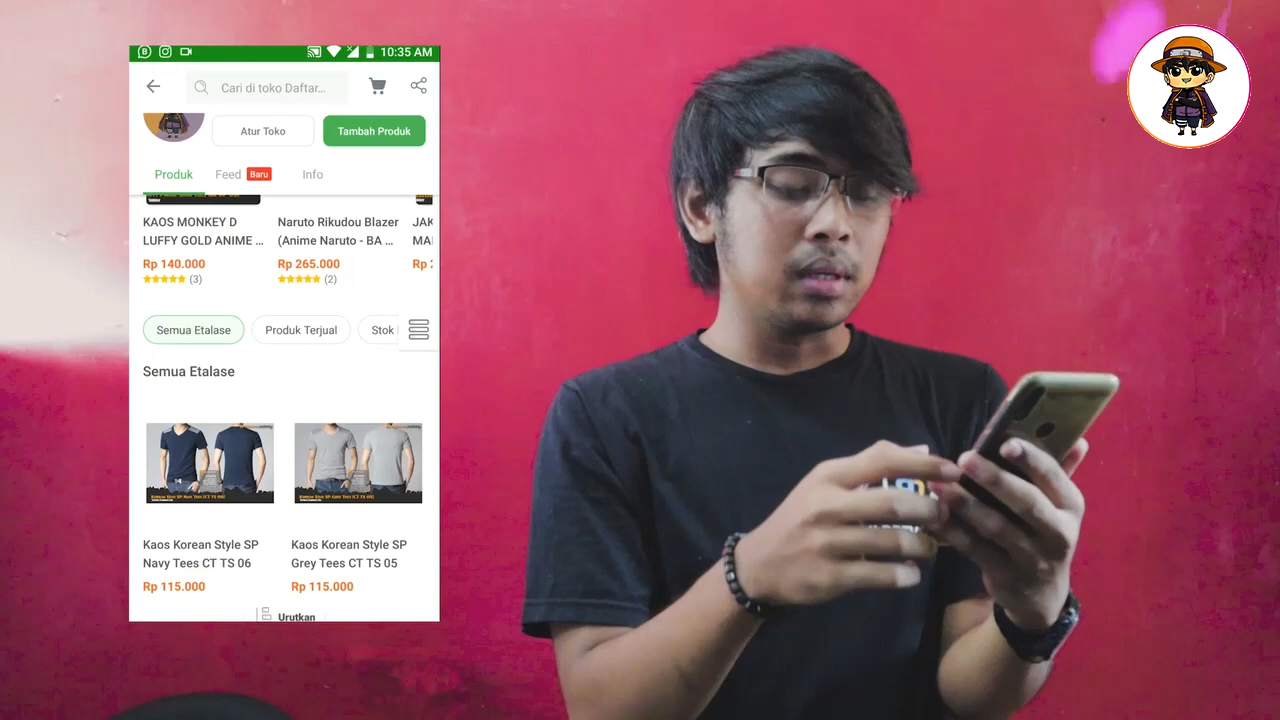 10:35 AM
Cari di toko Daftar...
Atur Toko
Tambah Produk
Produk
Feed
Baru
Info
KAOS MONKEY D
LUFFY GOLD ANIME ...
Rp 140.000
(3)
Naruto Rikudou Blazer
(Anime Naruto - BA ...
Rp 265.000
(2)
Semua Etalase
Produk Terjual
Stok
Semua Etalase
Kaos Korean Style SP
Navy Tees CT TS 06
Rp 115.000
Kaos Korean Style SP
Grey Tees CT TS 05
Rp 115.000
Urutkan